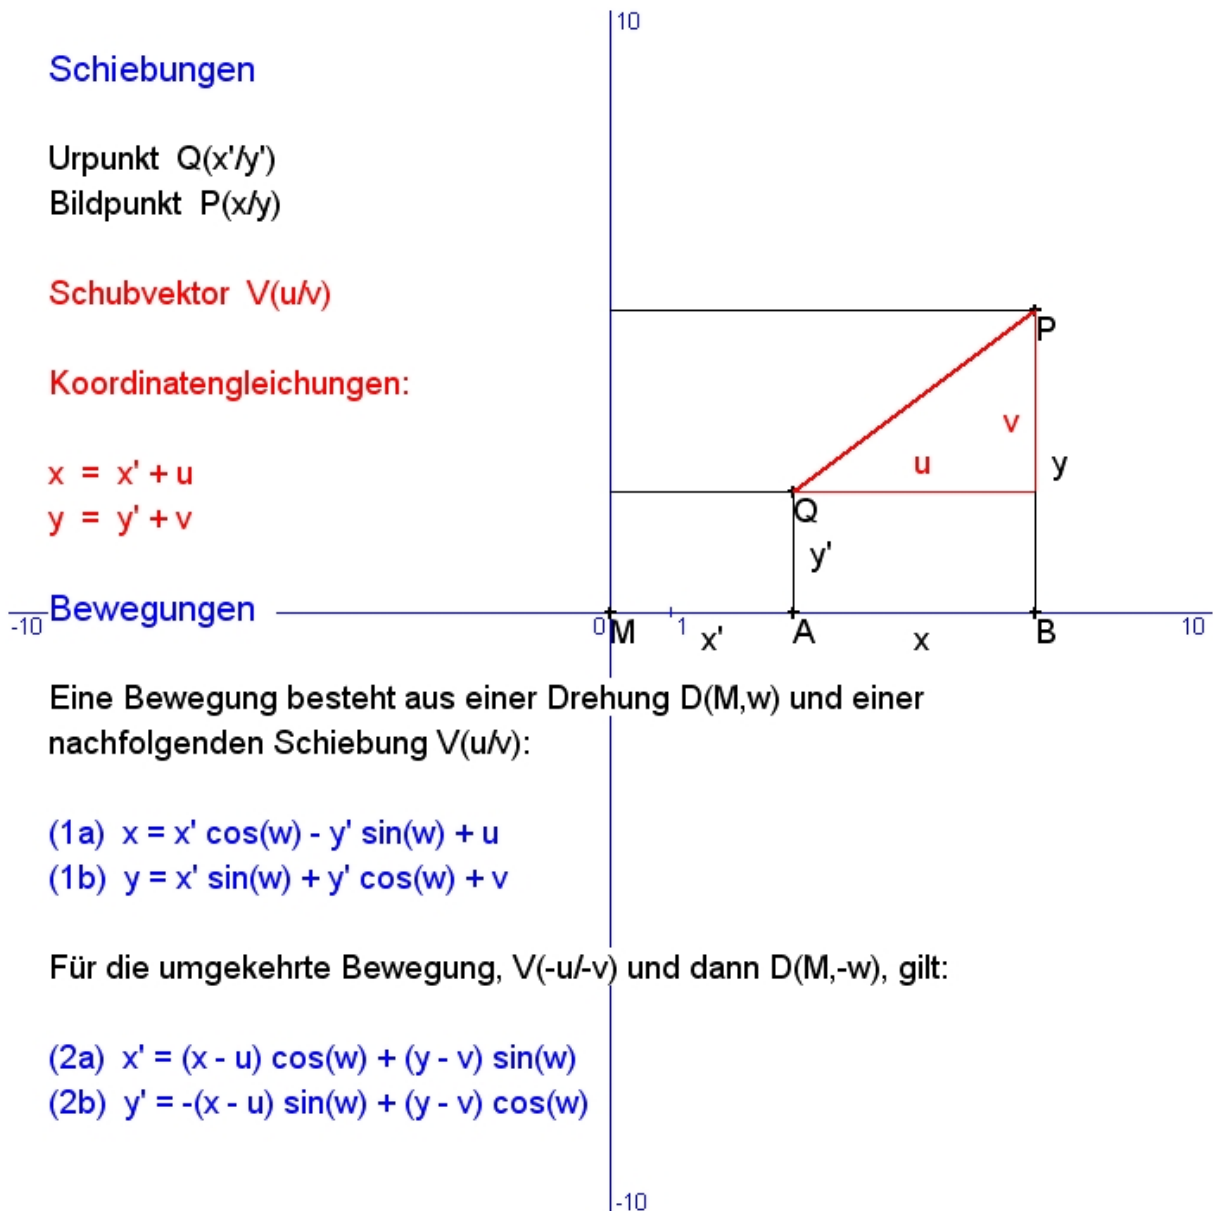 10
Schiebungen
Urpunkt Q(x'/y')
Bildpunkt P(x/y)
Schubvektor V(u/v)
P
Koordinatengleichungen:
v
u
y
x = x' + u
y = y' + v
Q
y'
Bewegungen
-10
0
M
1
x'
A
x
B
10
Eine Bewegung besteht aus einer Drehung D(M,w) und einer
nachfolgenden Schiebung V(u/v):
(1a) x = x' cos(w) - y' sin(w) + u
(1b) y = x' sin(w) + y' cos(w) + v
Für die umgekehrte Bewegung, V(-u/-v) und dann D(M,-w), gilt:
(2a) x' = (x - u) cos(w) + (y - v) sin(w)
(2b) y' = -(x - u) sin(w) + (y - v) cos(w)
-10